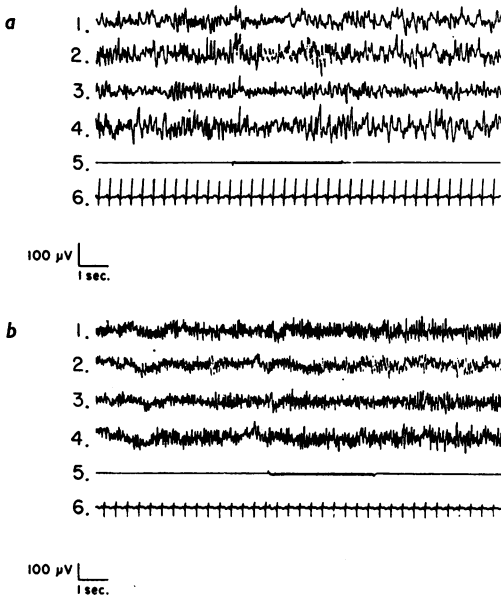 a
1.
2.
3.
4.
5.
6.
100 μV
1 sec.
b
1.
2.
3.
4.
5.
6.
100 μV
1 sec.